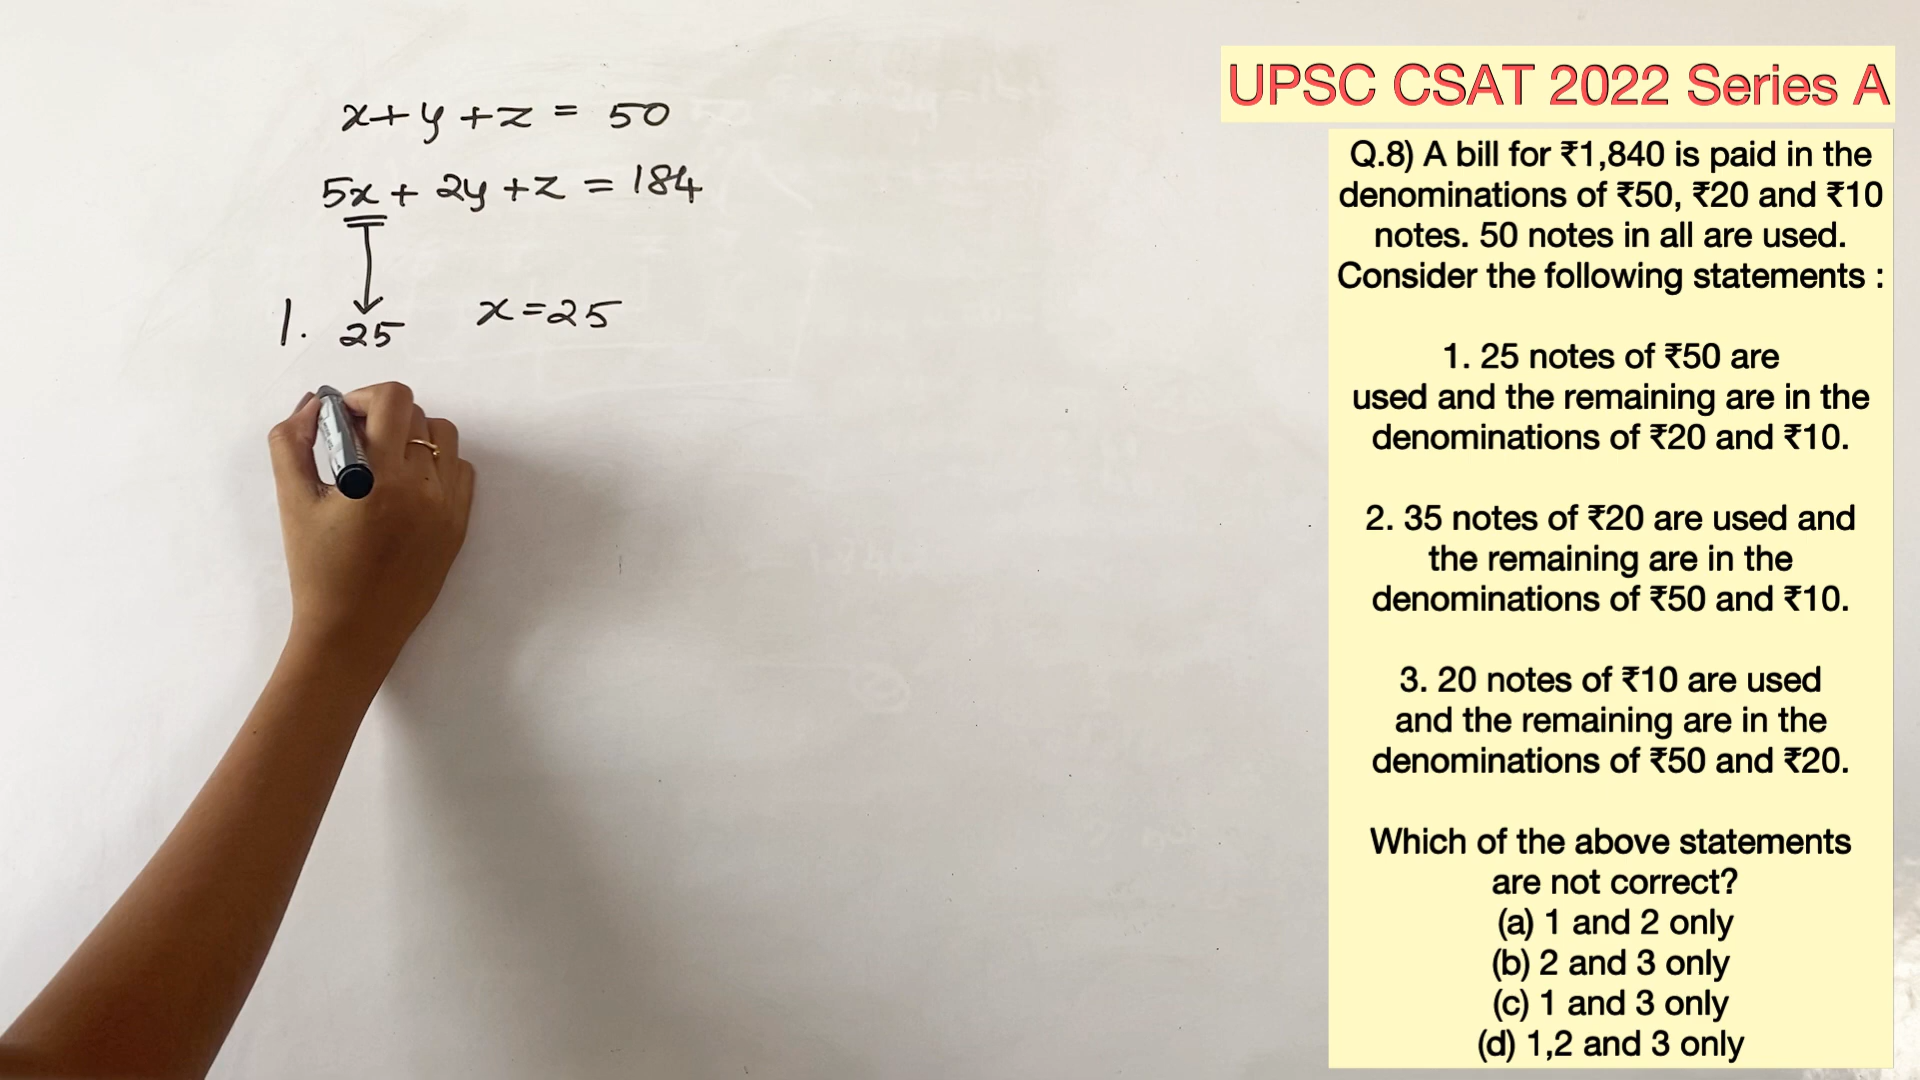 x+y+z = 50
5x + 2y +z = 184
1. 25 x=25
UPSC CSAT 2022 Series A
Q.8) A bill for ₹1,840 is paid in the
denominations of ₹50, ₹20 and ₹10
notes. 50 notes in all are used.
Consider the following statements :
1. 25 notes of ₹50 are
used and the remaining are in the
denominations of ₹20 and ₹10.
2. 35 notes of ₹20 are used and
the remaining are in the
denominations of ₹50 and ₹10.
3. 20 notes of ₹10 are used
and the remaining are in the
denominations of ₹50 and ₹20.
Which of the above statements
are not correct?
(a) 1 and 2 only
(b) 2 and 3 only
(c) 1 and 3 only
(d) 1,2 and 3 only